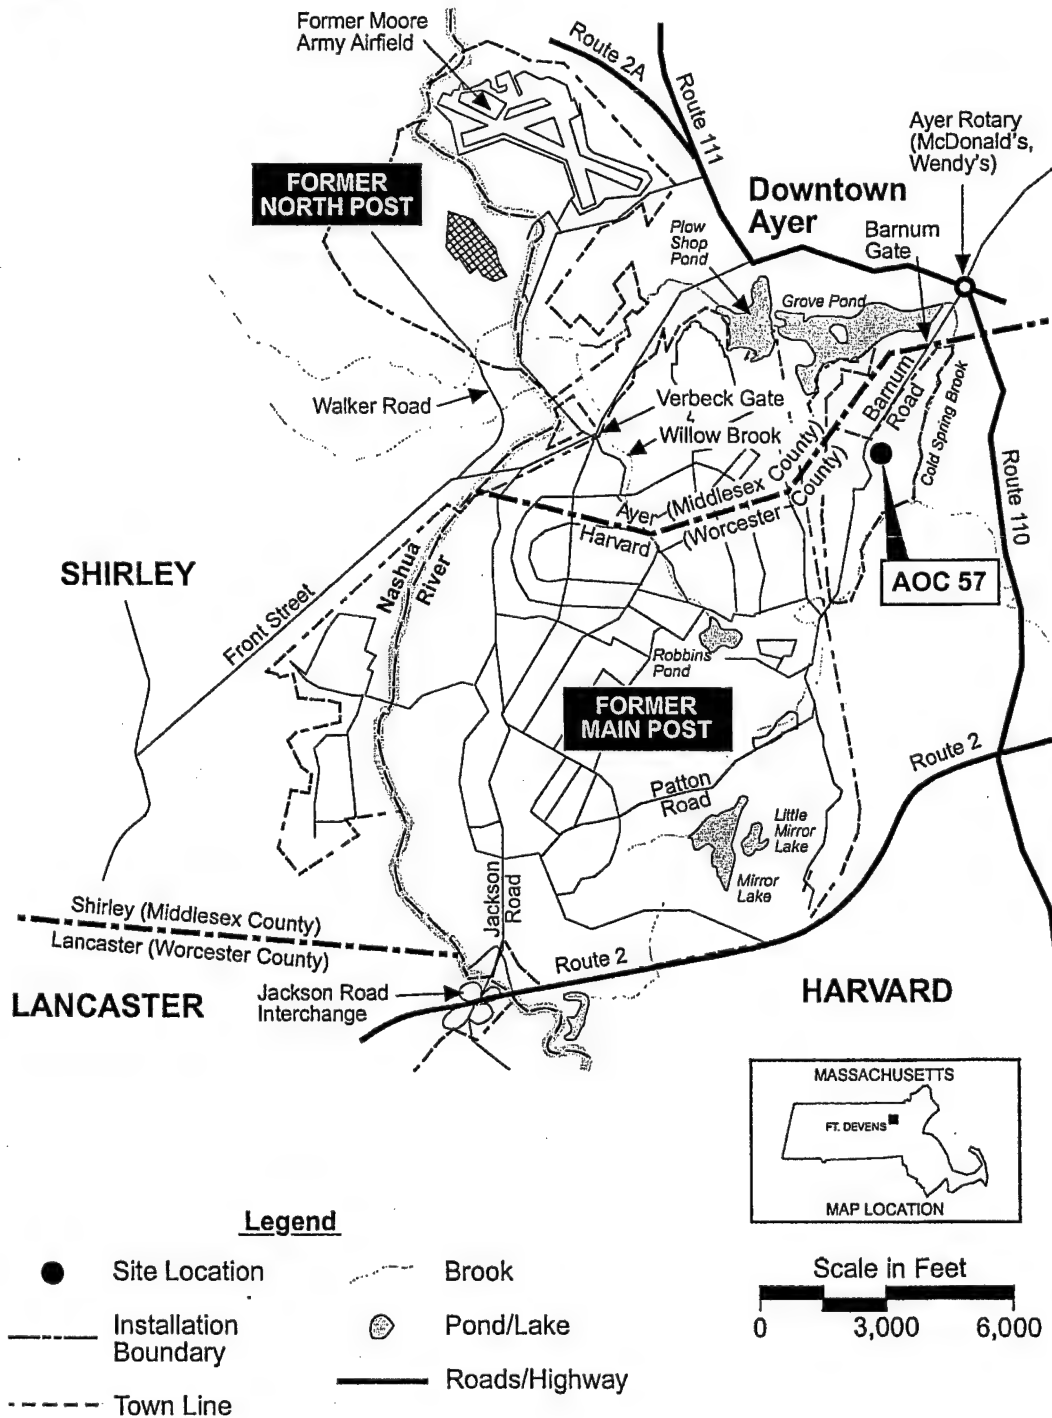 Former Moore
Army Airfield
Route 2A
Route 111
Ayer Rotary
(McDonald's,
Wendy's)
FORMER
NORTH POST
Downtown
Ayer
Barnum
Gate
Plow
Shop
Pond
Grove Pond
Walker Road
Verbeck Gate
Willow Brook
Barnum
Road
Cold Spring Brook
Ayer (Middlesex County)
Harvard (Worcester County)
Route 110
Nashua
River
SHIRLEY
Front Street
AOC 57
Robbins
Pond
FORMER
MAIN POST
Route 2
Patton
Road
Little
Mirror
Lake
Mirror
Lake
Jackson
Road
Shirley (Middlesex County)
Lancaster (Worcester County)
Route 2
LANCASTER
Jackson Road
Interchange
HARVARD
MASSACHUSETTS
FT. DEVENS
MAP LOCATION
Legend
Site Location
Brook
Installation
Boundary
Pond/Lake
Town Line
Roads/Highway
Scale in Feet
0 3,000 6,000